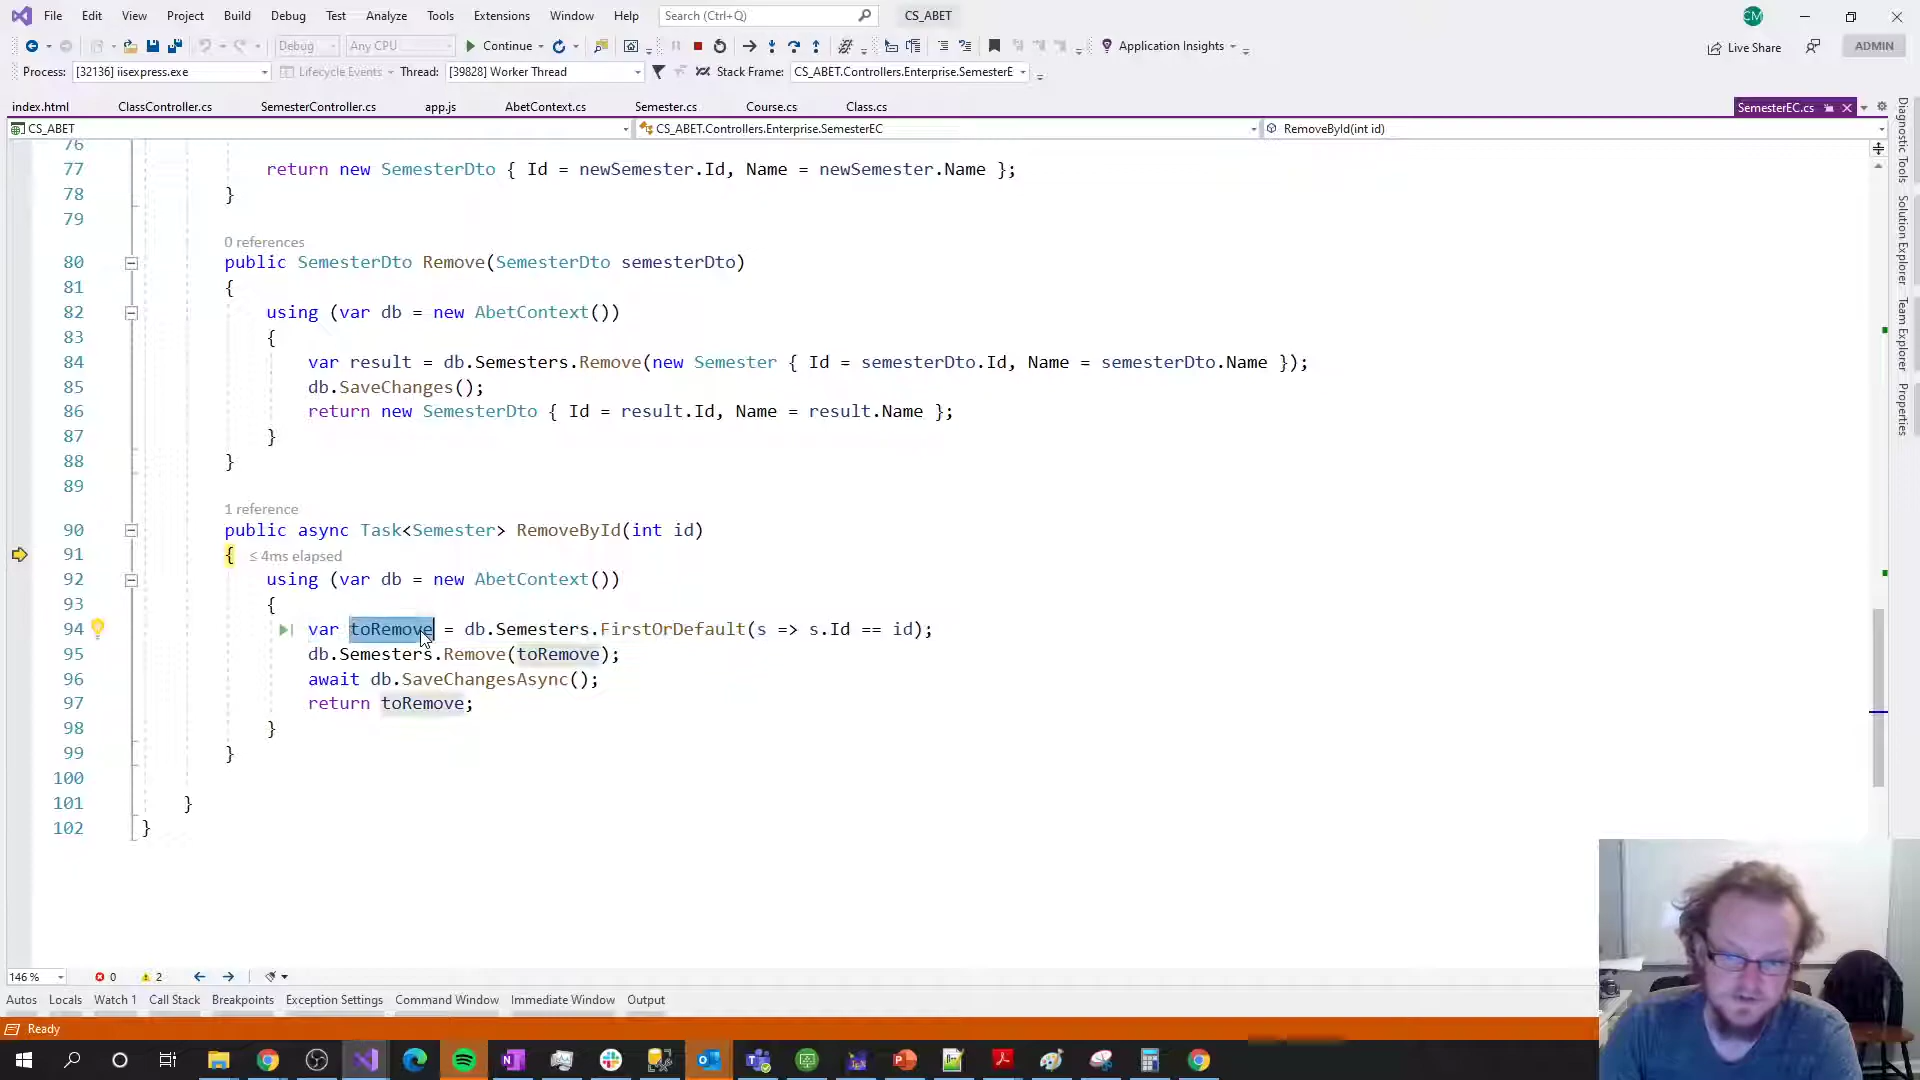 File Edit View Project Build Debug Test Analyze Tools Extensions Window Help Search (Ctrl+Q) CS_ABET CM
Debug Any CPU Continue Application Insights Live Share ADMIN
Process: [32136] iisexpress.exe Lifecycle Events Thread: [39828] Worker Thread Stack Frame: CS_ABET.Controllers.Enterprise.SemesterE
index.html ClassController.cs SemesterController.cs app.js AbetContext.cs Semester.cs Course.cs Class.cs SemesterEC.cs
CS_ABET CS_ABET.Controllers.Enterprise.SemesterEC RemoveById(int id)
76
77 return new SemesterDto { Id = newSemester.Id, Name = newSemester.Name };
78 }
79
0 references
80 public SemesterDto Remove(SemesterDto semesterDto)
81 {
82 using (var db = new AbetContext())
83 {
84 var result = db.Semesters.Remove(new Semester { Id = semesterDto.Id, Name = semesterDto.Name });
85 db.SaveChanges();
86 return new SemesterDto { Id = result.Id, Name = result.Name };
87 }
88 }
89
1 reference
90 public async Task<Semester> RemoveById(int id)
91 { ≤ 4ms elapsed
92 using (var db = new AbetContext())
93 {
94 var toRemove = db.Semesters.FirstOrDefault(s => s.Id == id);
95 db.Semesters.Remove(toRemove);
96 await db.SaveChangesAsync();
97 return toRemove;
98 }
99 }
100
101 }
102 }
Diagnostic Tools
Solution Explorer
Team Explorer
Properties
146 % 0 2
Autos Locals Watch 1 Call Stack Breakpoints Exception Settings Command Window Immediate Window Output
Ready